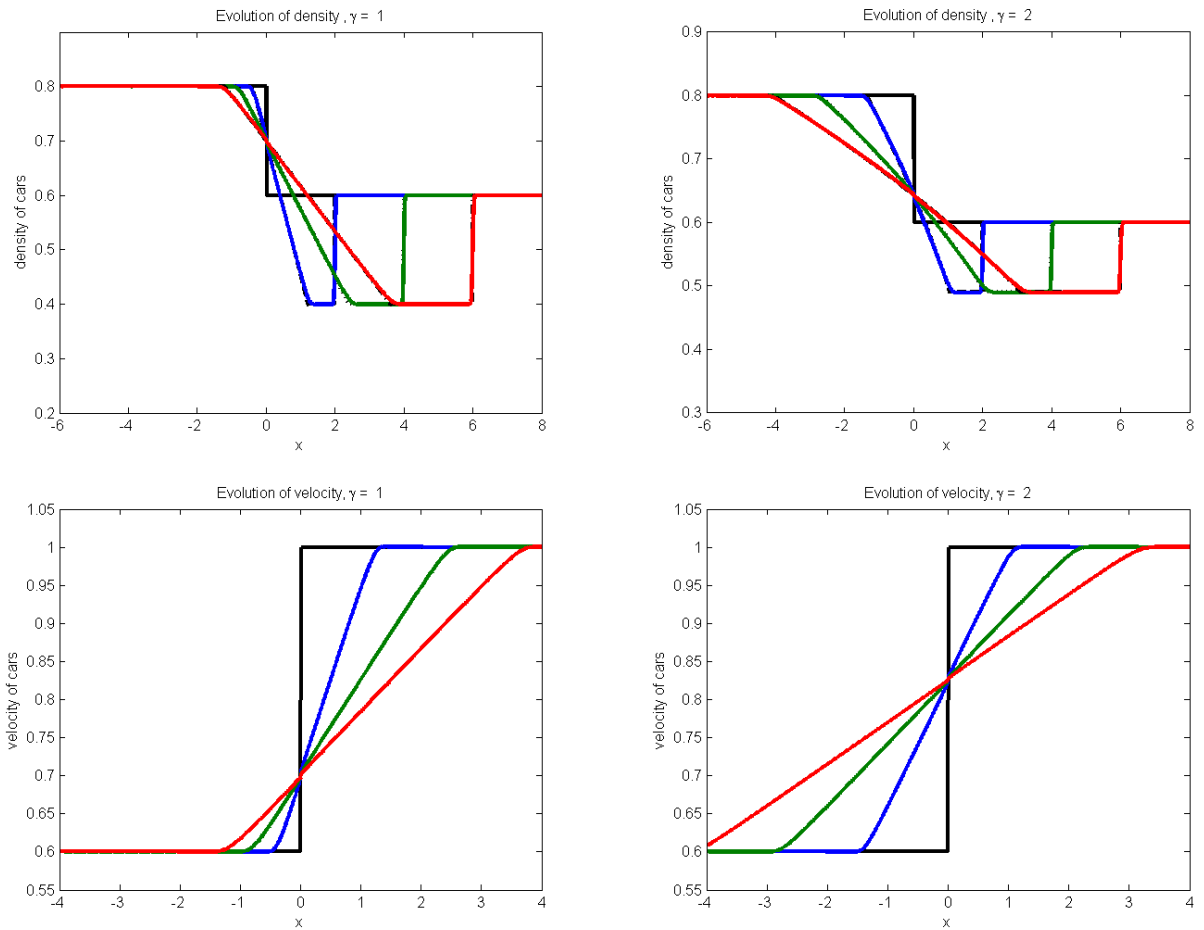 Evolution of density , γ = 1
0.8
0.7
0.6
0.5
0.4
0.3
0.2
density of cars
-6 -4 -2 0 2 4 6 8
x
Evolution of density, γ = 2
0.9
0.8
0.7
0.6
0.5
0.4
0.3
density of cars
-6 -4 -2 0 2 4 6 8
x
Evolution of velocity, γ = 1
1.05
1
0.95
0.9
0.85
0.8
0.75
0.7
0.65
0.6
0.55
velocity of cars
-4 -3 -2 -1 0 1 2 3 4
x
Evolution of velocity, γ = 2
1.05
1
0.95
0.9
0.85
0.8
0.75
0.7
0.65
0.6
0.55
velocity of cars
-4 -3 -2 -1 0 1 2 3 4
x